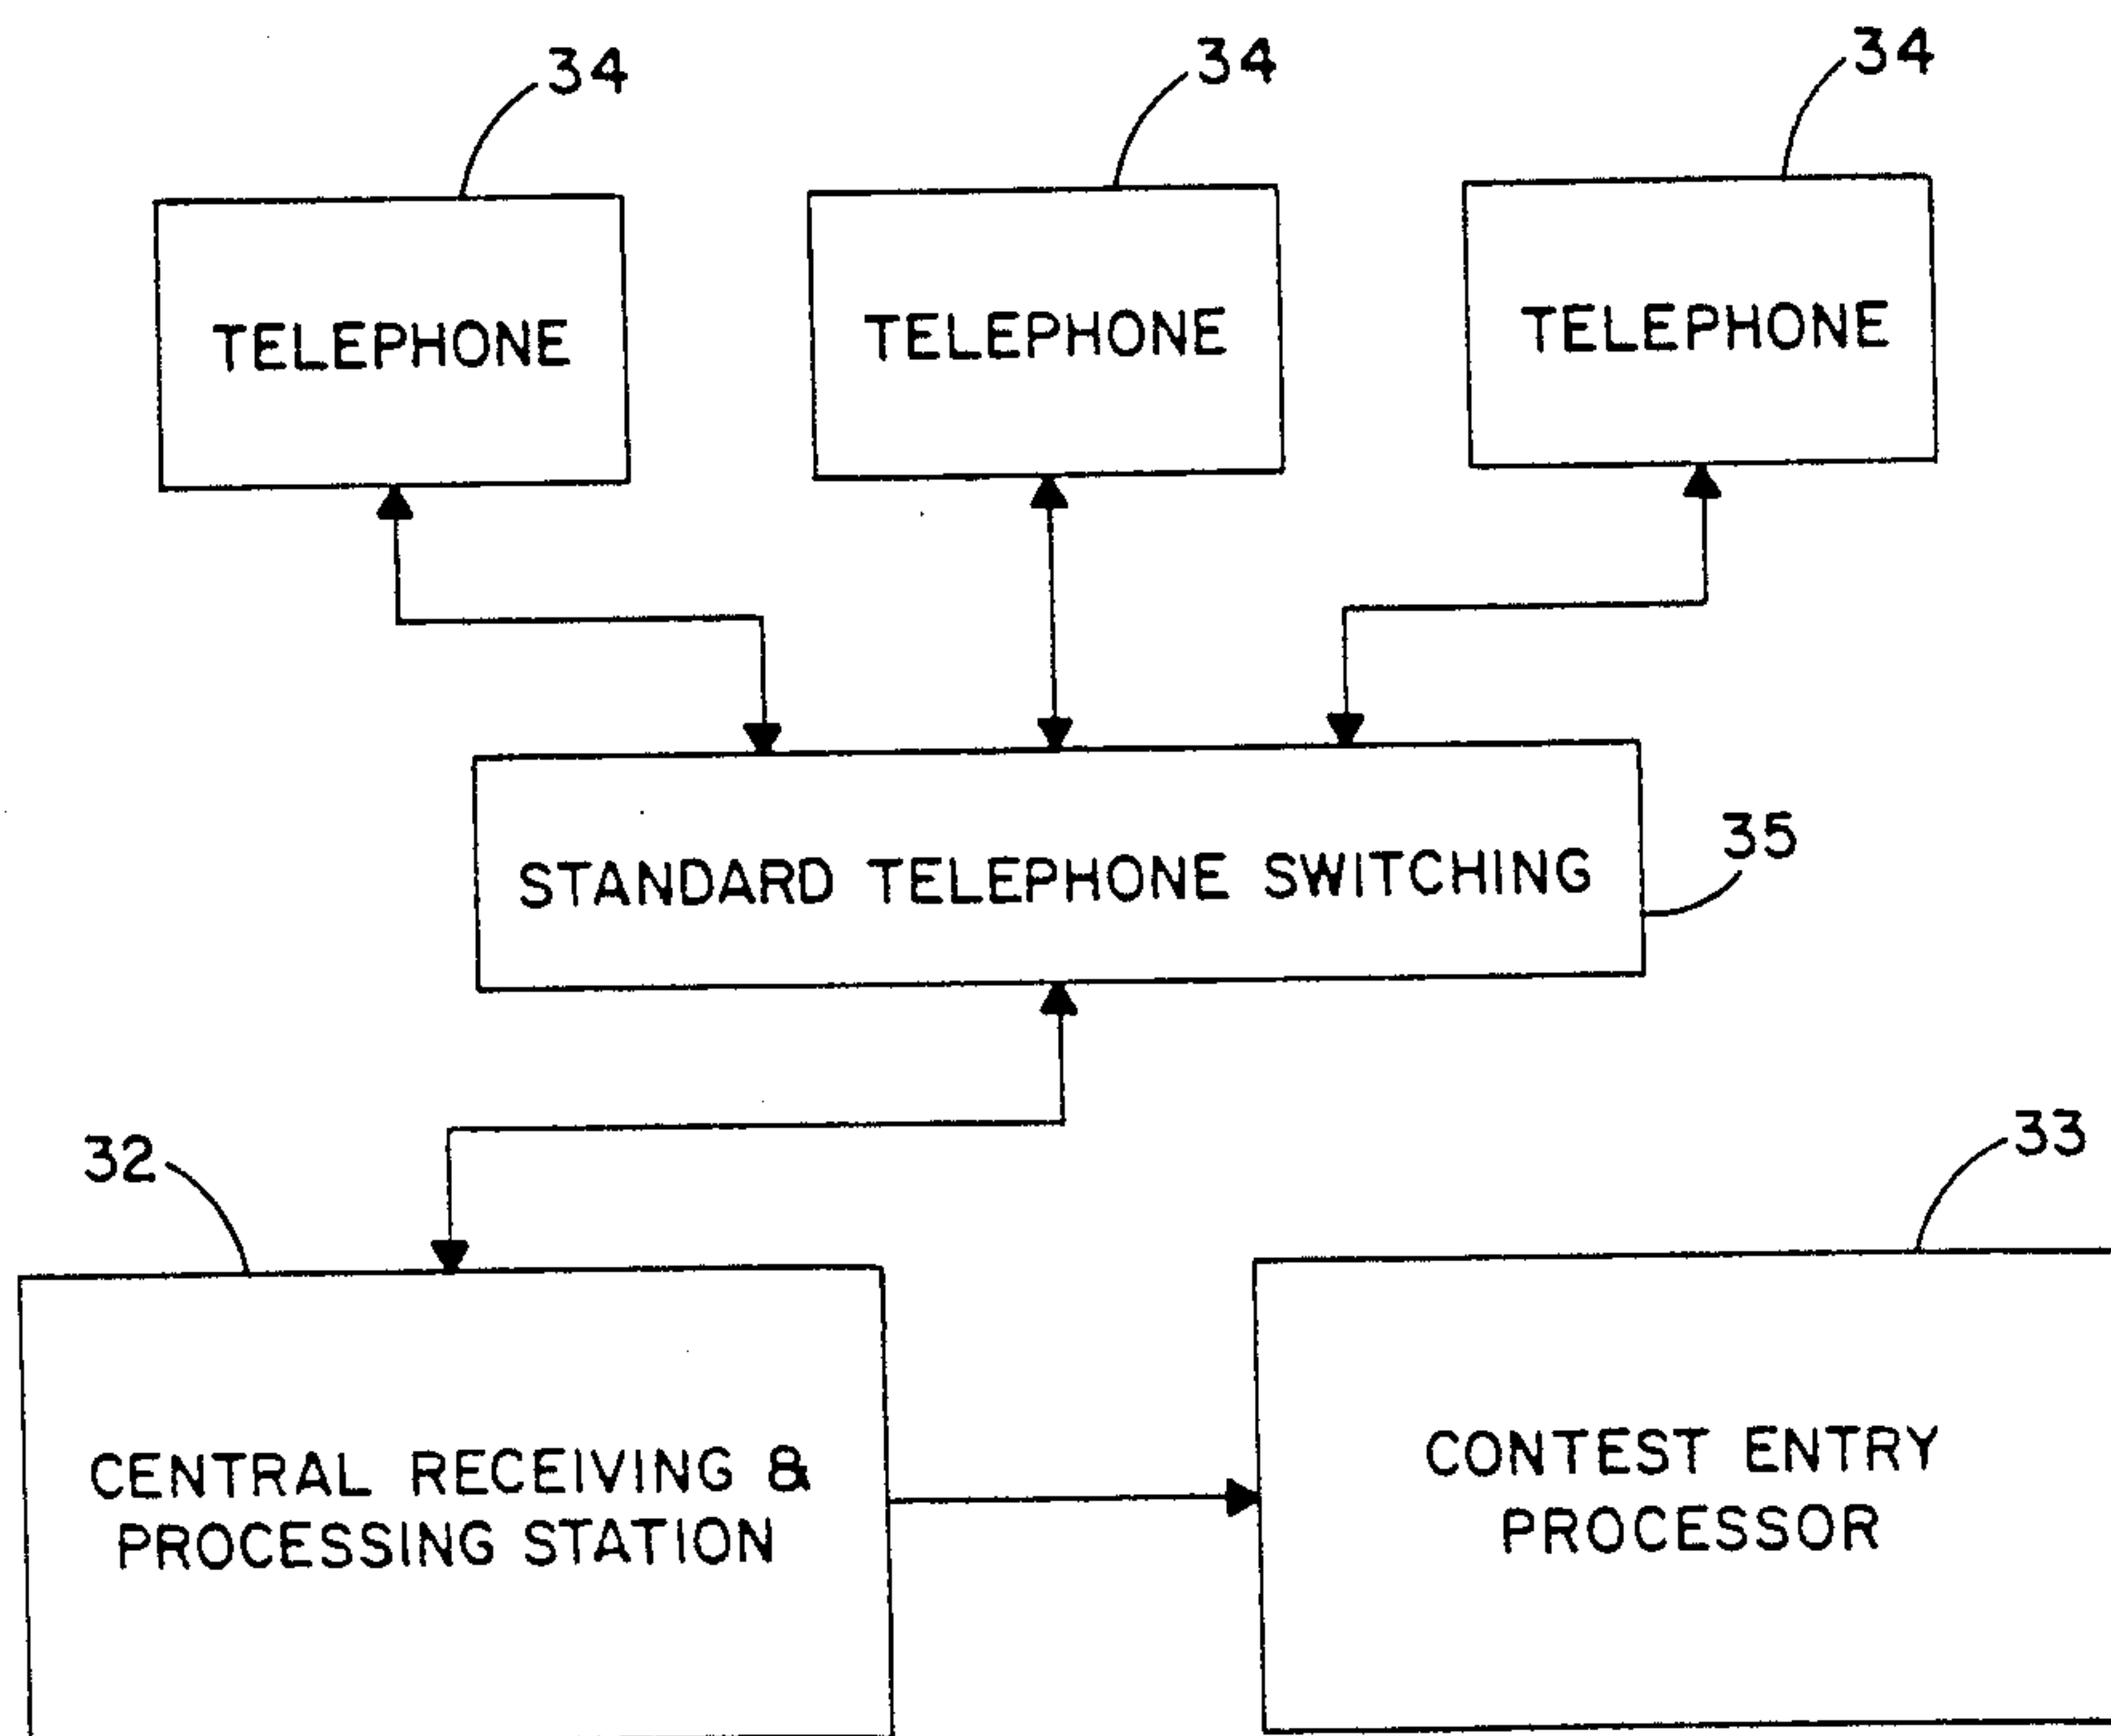 34
34
34
TELEPHONE
TELEPHONE
TELEPHONE
STANDARD TELEPHONE SWITCHING
35
32
33
CENTRAL RECEIVING &
PROCESSING STATION
CONTEST ENTRY
PROCESSOR